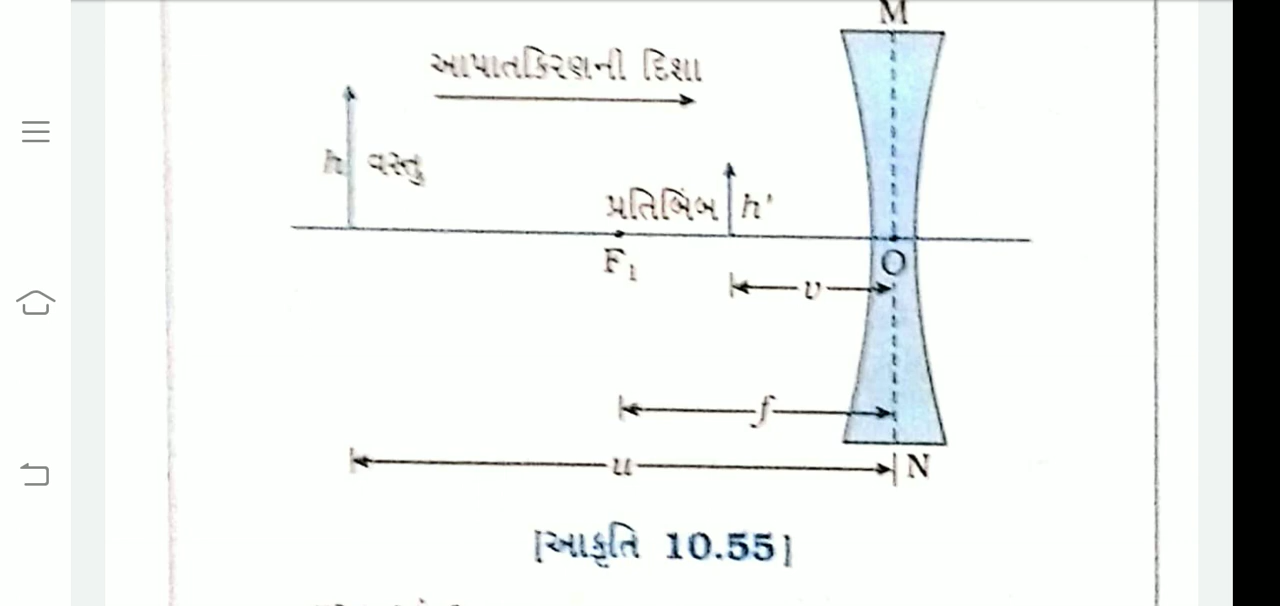 M
આપાતકિરણની દિશા
h વસ્તુ
પ્રતિબિંબ h'
F₁
O
v
f
u
N
[આકૃતિ 10.55]